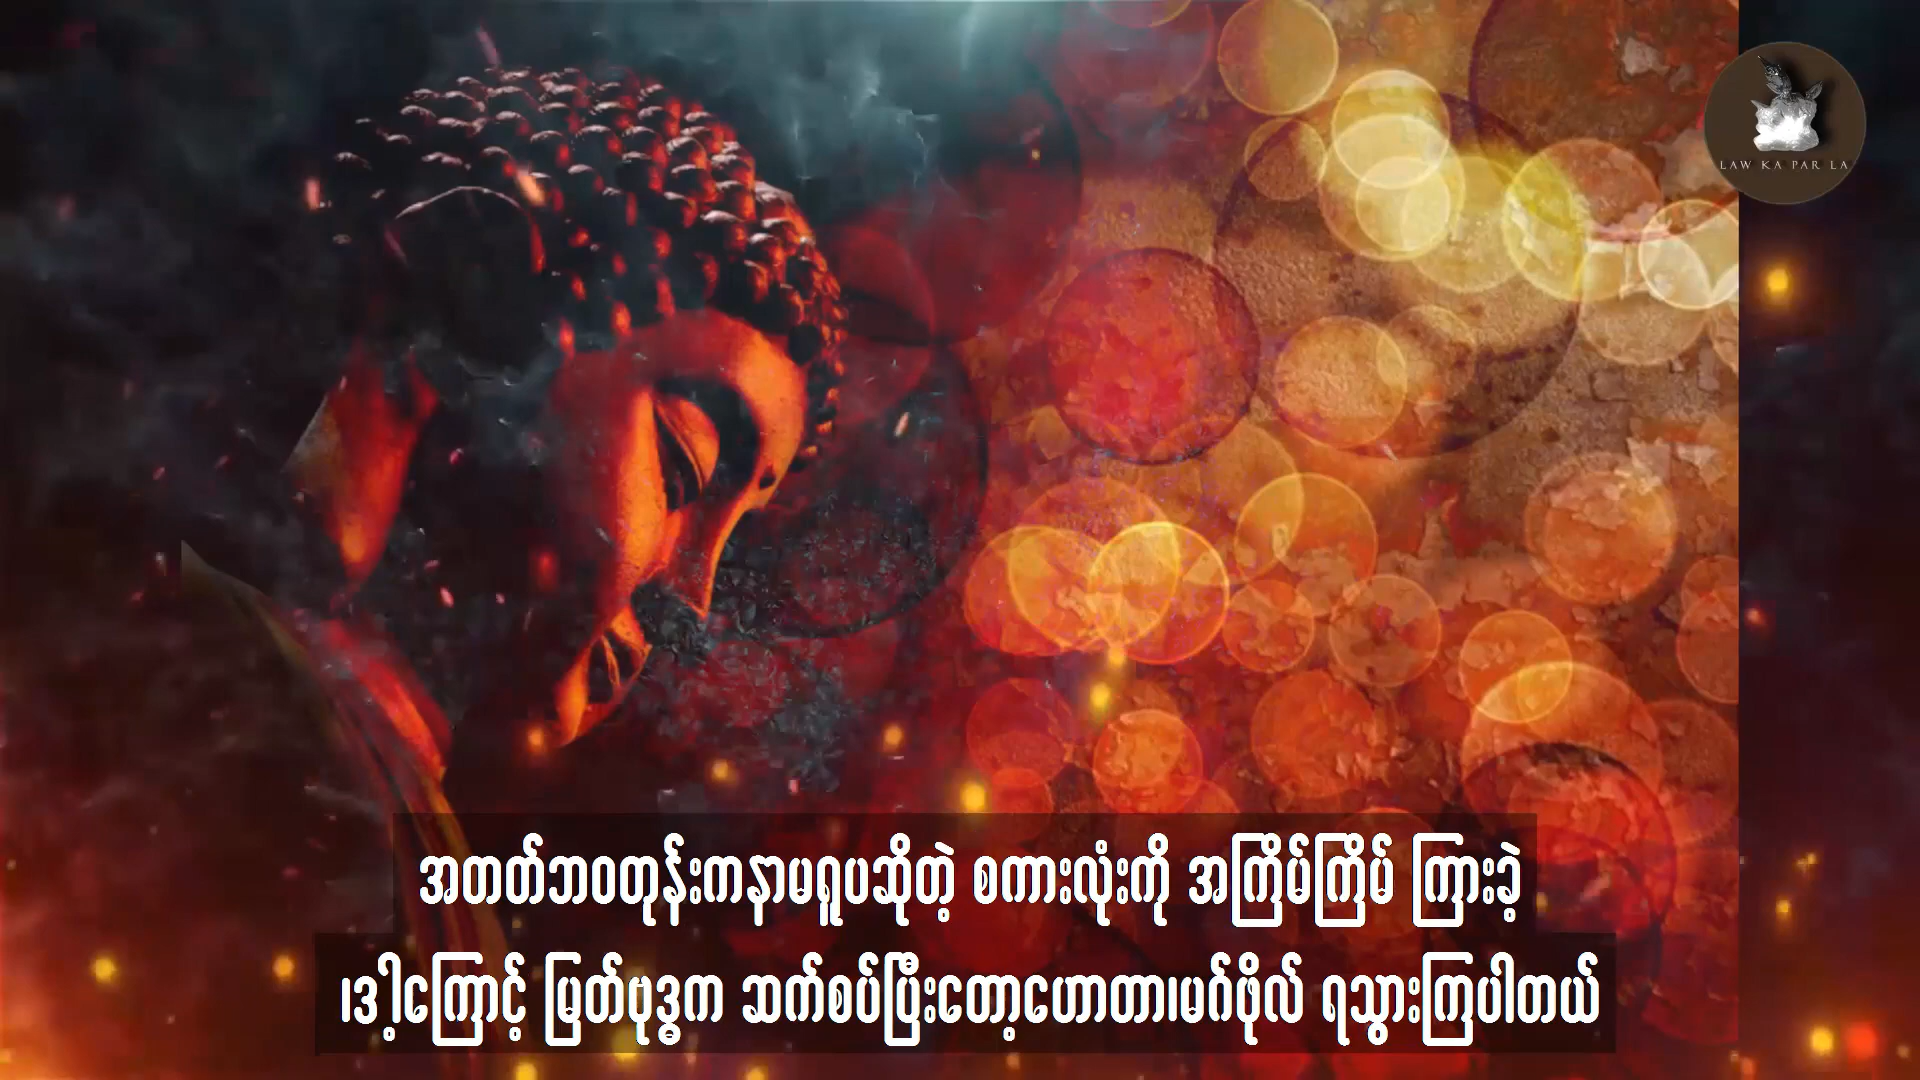 LAW KA PAR LA
အတတ်ဘဝတုန်းကနာမရူပဆိုတဲ့ စကားလုံးကို အကြိမ်ကြိမ် ကြားခဲ့
၊ဒါ့ကြောင့် မြတ်ဗုဒ္ဓက ဆက်စပ်ပြီးတော့ဟောတာ၊မဂ်ဖိုလ် ရသွားကြပါတယ်